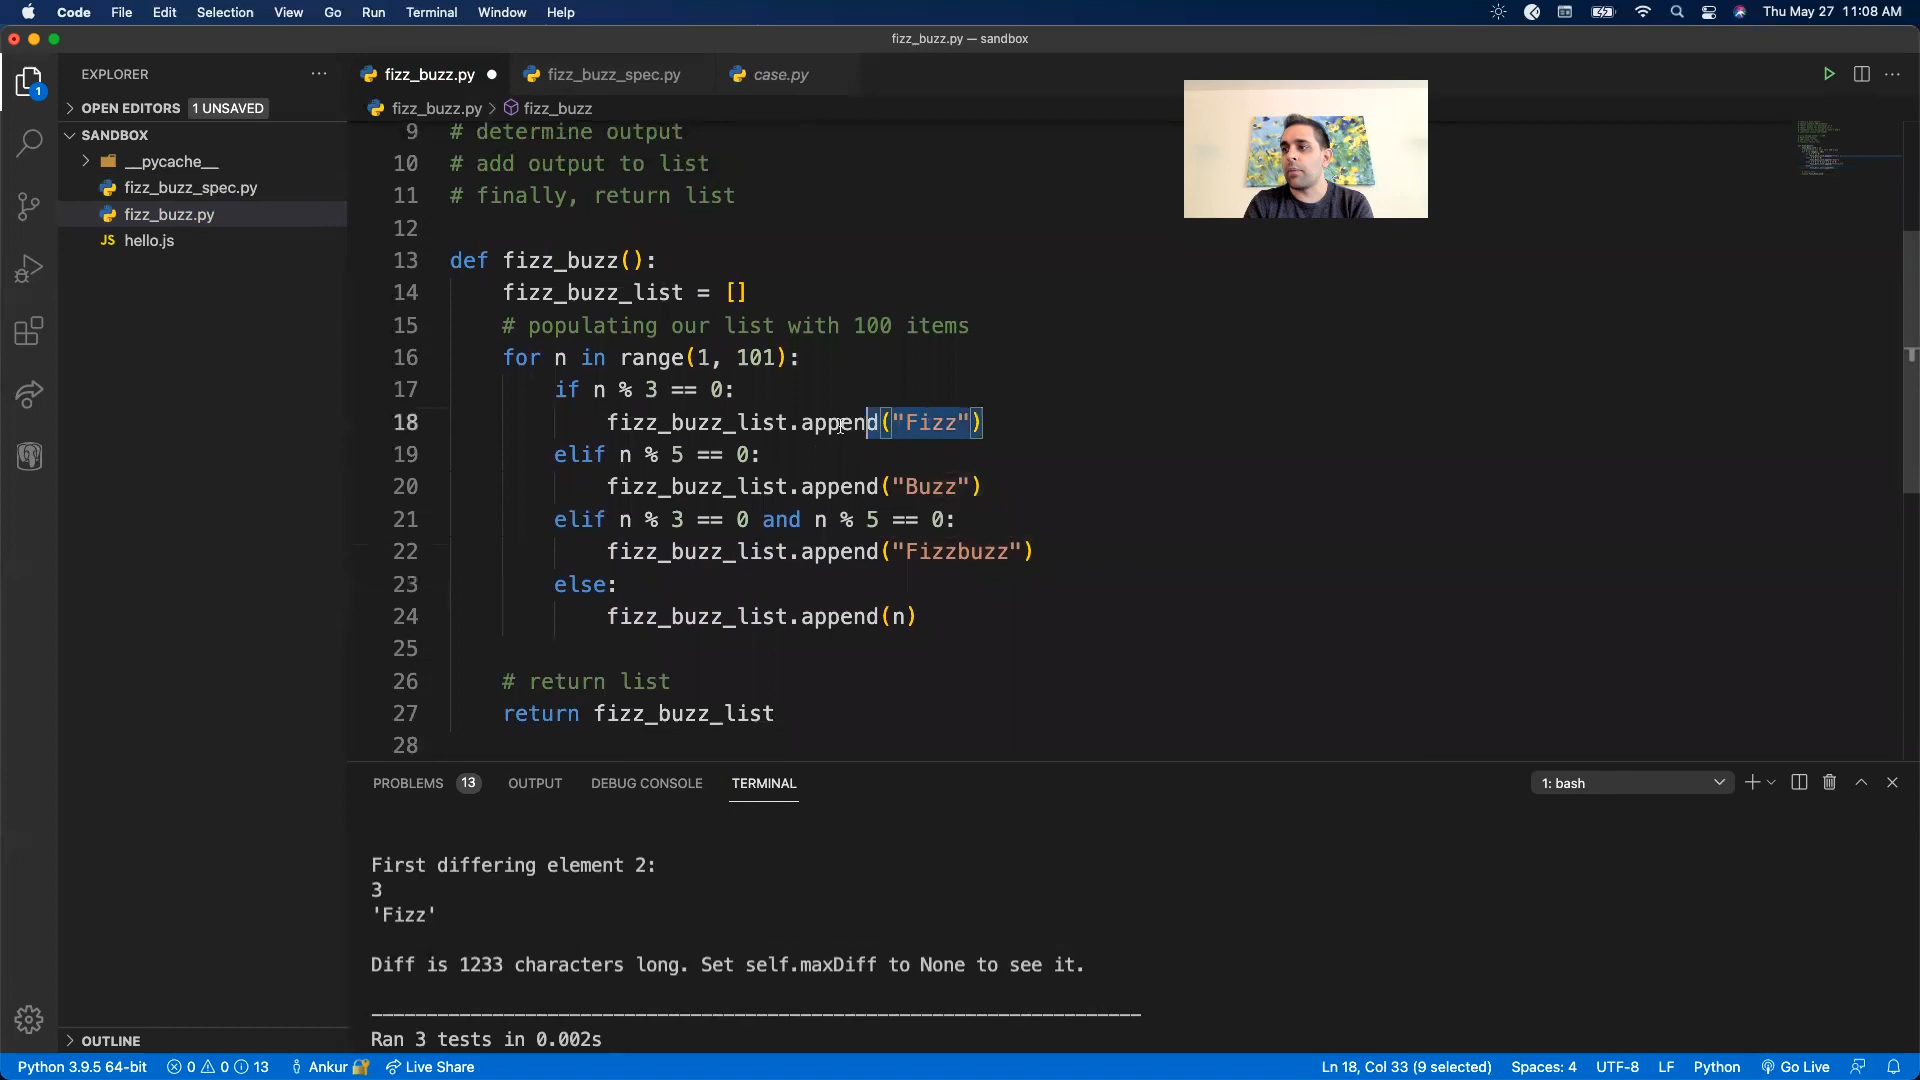 Code File Edit Selection View Go Run Terminal Window Help Thu May 27 11:08 AM
fizz_buzz.py — sandbox
EXPLORER
fizz_buzz.py fizz_buzz_spec.py case.py
OPEN EDITORS 1 UNSAVED
fizz_buzz.py > fizz_buzz
1
SANDBOX
__pycache__
fizz_buzz_spec.py
fizz_buzz.py
JS hello.js
9 # determine output
10 # add output to list
11 # finally, return list
12
13 def fizz_buzz():
14 fizz_buzz_list = []
15 # populating our list with 100 items
16 for n in range(1, 101):
17 if n % 3 == 0:
18 fizz_buzz_list.append("Fizz")
19 elif n % 5 == 0:
20 fizz_buzz_list.append("Buzz")
21 elif n % 3 == 0 and n % 5 == 0:
22 fizz_buzz_list.append("Fizzbuzz")
23 else:
24 fizz_buzz_list.append(n)
25
26 # return list
27 return fizz_buzz_list
28
PROBLEMS 13 OUTPUT DEBUG CONSOLE TERMINAL 1: bash
First differing element 2:
3
'Fizz'
Diff is 1233 characters long. Set self.maxDiff to None to see it.
----------------------------------------------------------------------
Ran 3 tests in 0.002s
OUTLINE
Python 3.9.5 64-bit 0 0 13 Ankur Live Share Ln 18, Col 33 (9 selected) Spaces: 4 UTF-8 LF Python Go Live